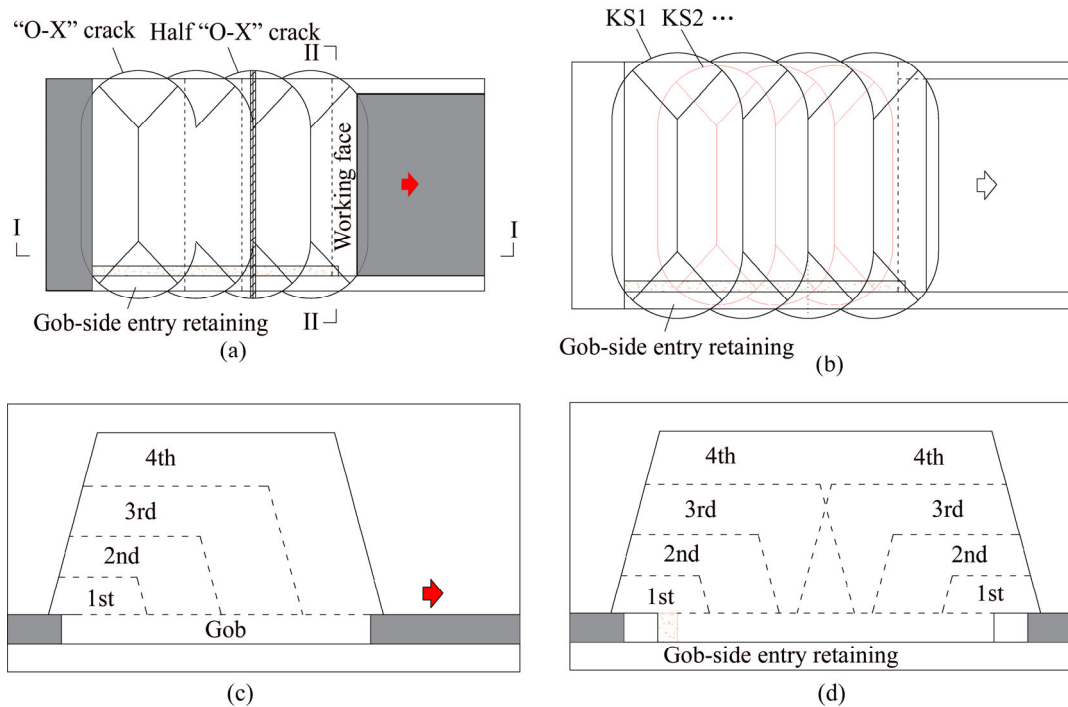 “O-X” crack
Half “O-X” crack
II
Working face
I
I
II
Gob-side entry retaining
(a)
KS1
KS2 •••
Gob-side entry retaining
(b)
4th
3rd
2nd
1st
Gob
(c)
4th
4th
3rd
3rd
2nd
2nd
1st
1st
Gob-side entry retaining
(d)